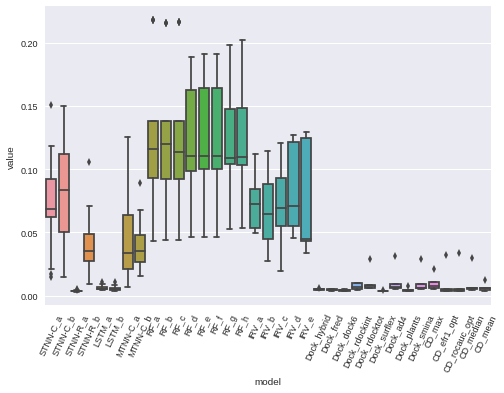 0.20
0.15
value
0.10
0.05
0.00
STNN-C_a
STNN-C_b
STNN-R_a
STNN-R_b
LSTM_a
LSTM_b
MTNN-C_a
MTNN-C_b
RF_a
RF_b
RF_c
RF_d
RF_e
RF_f
RF_g
RF_h
IRV_a
IRV_b
IRV_c
IRV_d
IRV_e
Dock_hybrid
Dock_fred
Dock_dock6
Dock_rdockint
Dock_rdocktot
Dock_surflex
Dock_ad4
Dock_plants
Dock_smina
CD_max
CD_efr1_opt
CD_rocauc_opt
CD_median
CD_mean
model